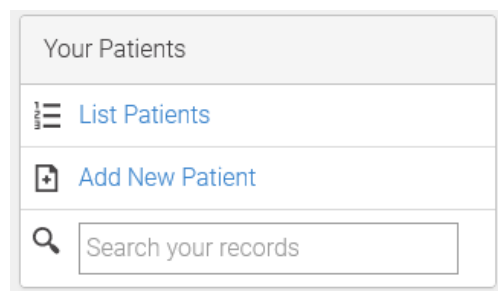 Your Patients
List Patients
Add New Patient
Search your records